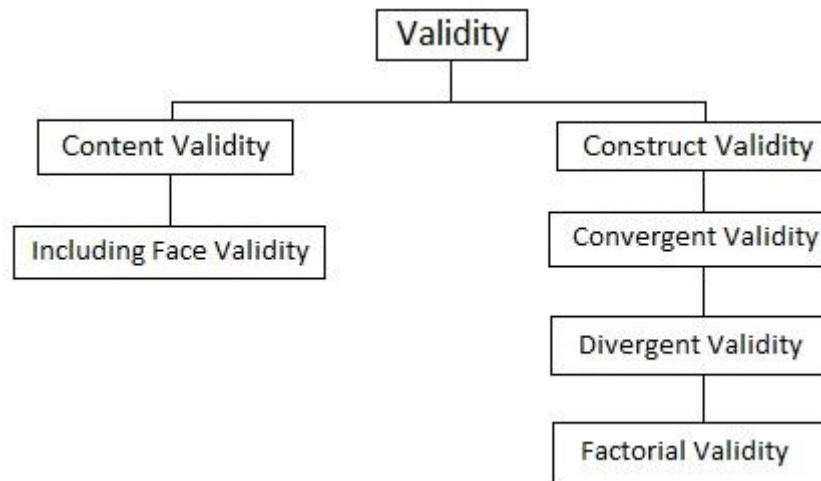 Validity
Content Validity
Construct Validity
Including Face Validity
Convergent Validity
Divergent Validity
Factorial Validity